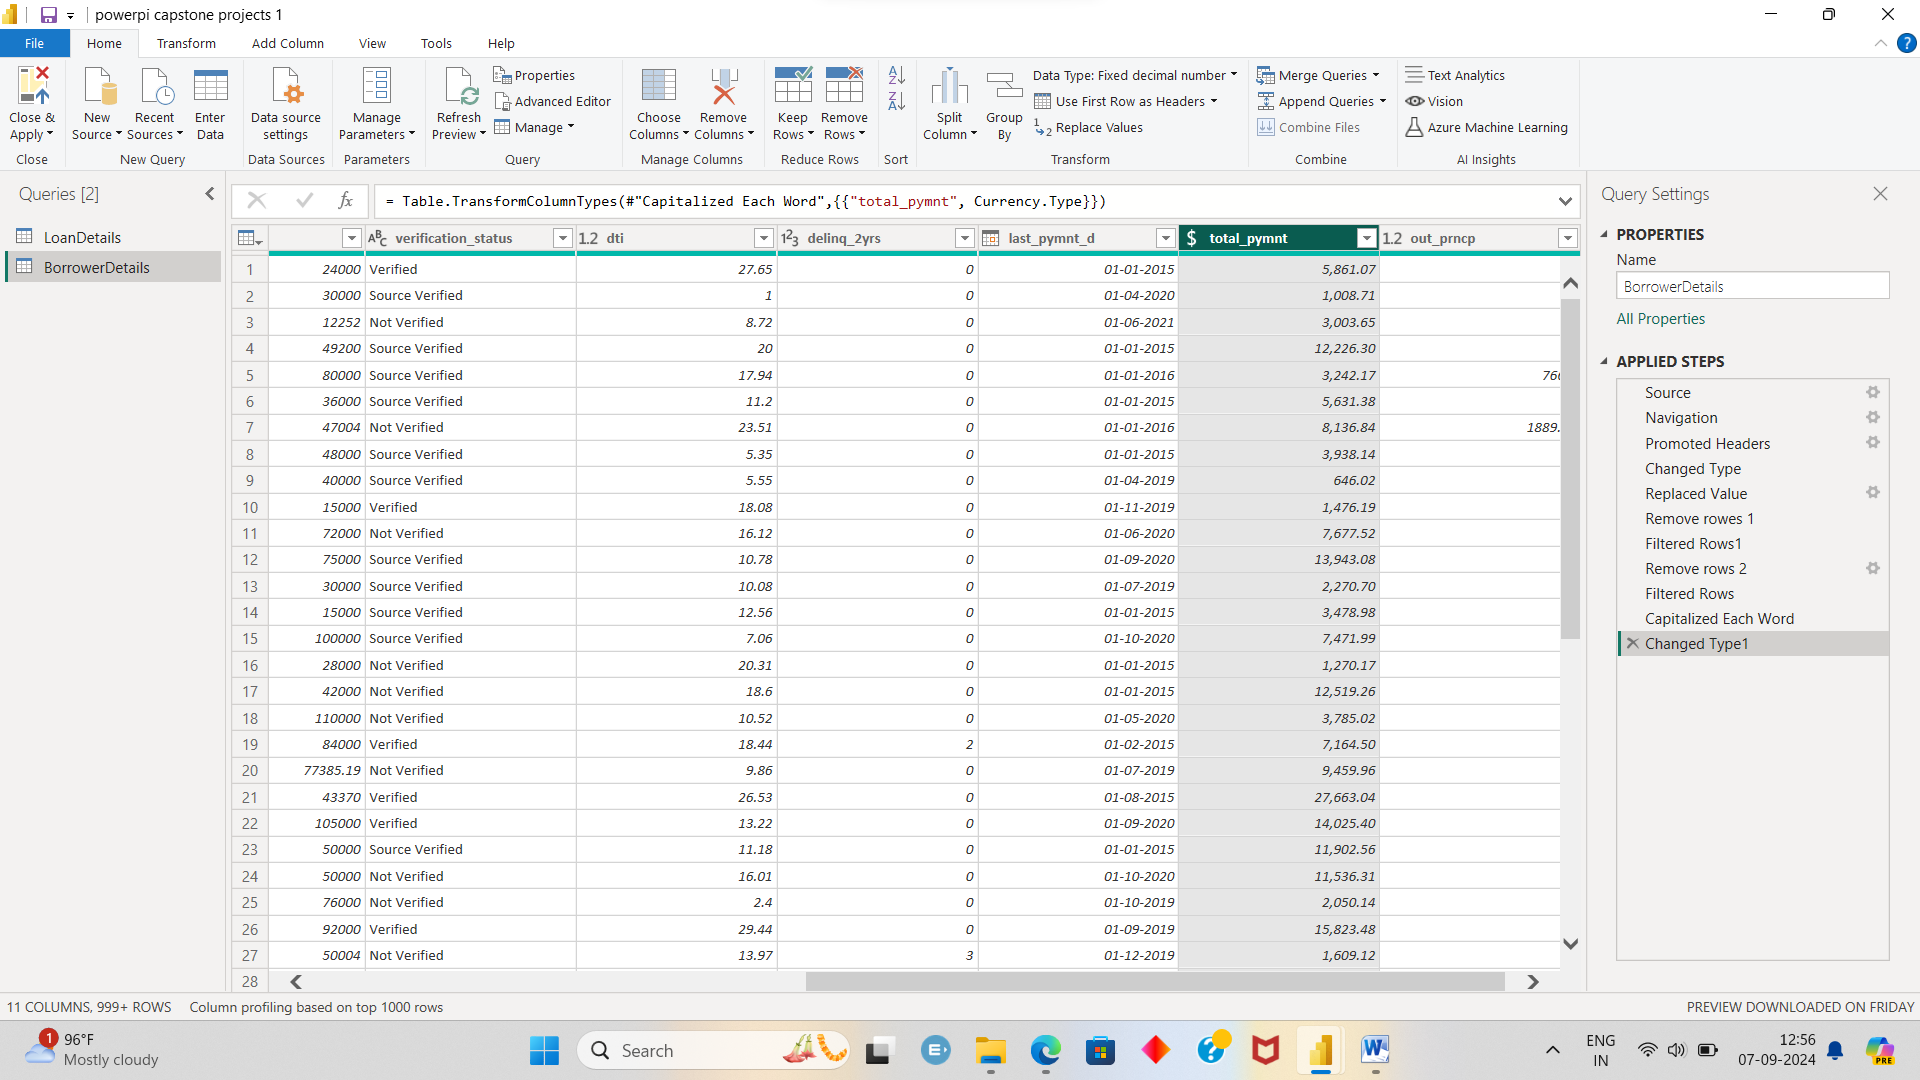 powerpi capstone projects 1
File Home Transform Add Column View Tools Help
Close & Apply
Close
New Source
Recent Sources
Enter Data
New Query
Data source settings
Data Sources
Manage Parameters
Parameters
Refresh Preview
Properties
Advanced Editor
Manage
Query
Choose Columns
Remove Columns
Manage Columns
Keep Rows
Remove Rows
Reduce Rows
Sort
Split Column
Group By
Data Type: Fixed decimal number
Use First Row as Headers
Replace Values
Transform
Merge Queries
Append Queries
Combine Files
Combine
Text Analytics
Vision
Azure Machine Learning
AI Insights
Queries [2]
LoanDetails
BorrowerDetails
fx = Table.TransformColumnTypes(#"Capitalized Each Word",{{"total_pymnt", Currency.Type}})
ABC verification_status 1.2 dti 123 delinq_2yrs last_pymnt_d $ total_pymnt 1.2 out_prncp
1 24000 Verified 27.65 0 01-01-2015 5,861.07
2 30000 Source Verified 1 0 01-04-2020 1,008.71
3 12252 Not Verified 8.72 0 01-06-2021 3,003.65
4 49200 Source Verified 20 0 01-01-2015 12,226.30
5 80000 Source Verified 17.94 0 01-01-2016 3,242.17 766
6 36000 Source Verified 11.2 0 01-01-2015 5,631.38
7 47004 Not Verified 23.51 0 01-01-2016 8,136.84 1889.
8 48000 Source Verified 5.35 0 01-01-2015 3,938.14
9 40000 Source Verified 5.55 0 01-04-2019 646.02
10 15000 Verified 18.08 0 01-11-2019 1,476.19
11 72000 Not Verified 16.12 0 01-06-2020 7,677.52
12 75000 Source Verified 10.78 0 01-09-2020 13,943.08
13 30000 Source Verified 10.08 0 01-07-2019 2,270.70
14 15000 Source Verified 12.56 0 01-01-2015 3,478.98
15 100000 Source Verified 7.06 0 01-10-2020 7,471.99
16 28000 Not Verified 20.31 0 01-01-2015 1,270.17
17 42000 Not Verified 18.6 0 01-01-2015 12,519.26
18 110000 Not Verified 10.52 0 01-05-2020 3,785.02
19 84000 Verified 18.44 2 01-02-2015 7,164.50
20 77385.19 Not Verified 9.86 0 01-07-2019 9,459.96
21 43370 Verified 26.53 0 01-08-2015 27,663.04
22 105000 Verified 13.22 0 01-09-2020 14,025.40
23 50000 Source Verified 11.18 0 01-01-2015 11,902.56
24 50000 Not Verified 16.01 0 01-10-2020 11,536.31
25 76000 Not Verified 2.4 0 01-10-2019 2,050.14
26 92000 Verified 29.44 0 01-09-2019 15,823.48
27 50004 Not Verified 13.97 3 01-12-2019 1,609.12
28
Query Settings
PROPERTIES
Name
BorrowerDetails
All Properties
APPLIED STEPS
Source
Navigation
Promoted Headers
Changed Type
Replaced Value
Remove rowes 1
Filtered Rows1
Remove rows 2
Filtered Rows
Capitalized Each Word
Changed Type1
11 COLUMNS, 999+ ROWS Column profiling based on top 1000 rows PREVIEW DOWNLOADED ON FRIDAY
1
96°F
Mostly cloudy
Search
ENG
IN
12:56
07-09-2024
PRE